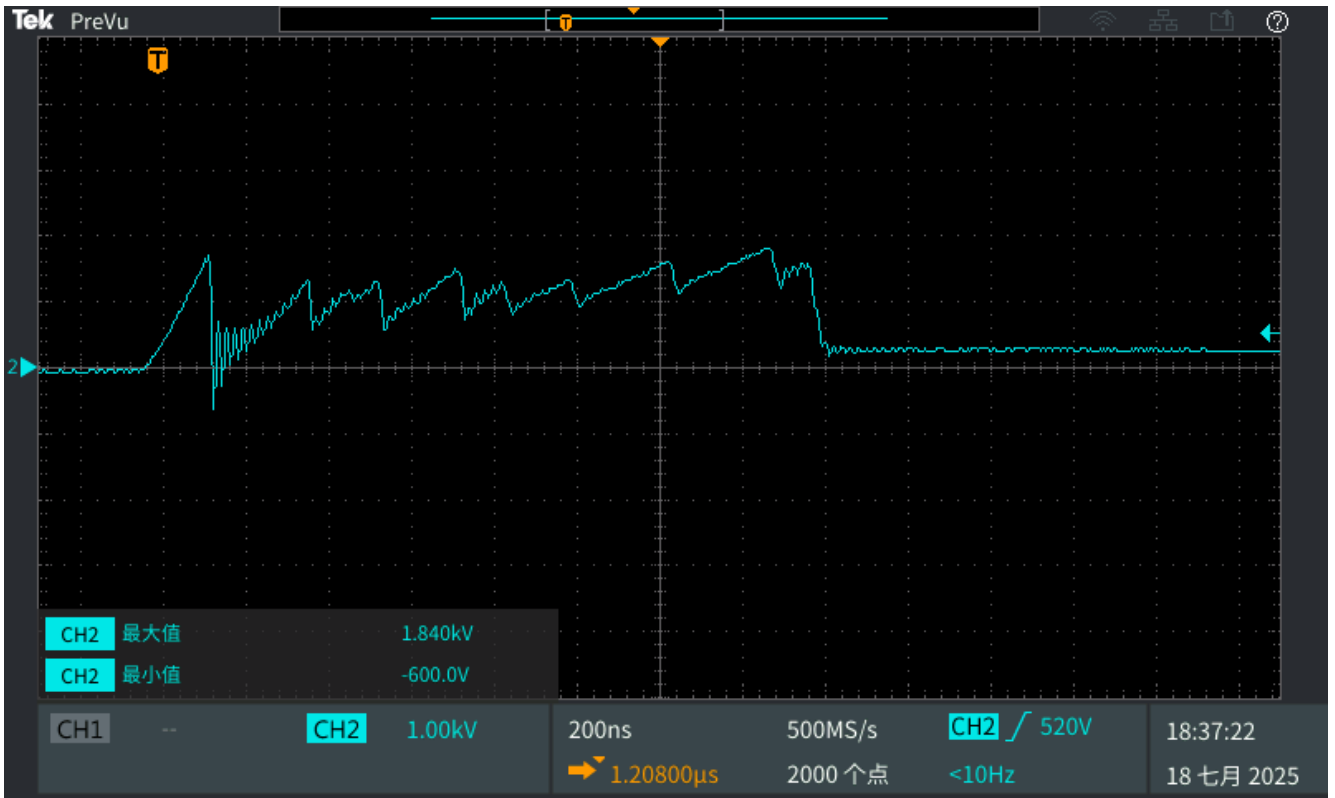 Tek PreVu
[ T ]
?
T
2
CH2 最大值 1.840kV
CH2 最小值 -600.0V
CH1 -- CH2 1.00kV
200ns 500MS/s CH2 520V
1.20800μs 2000 个点 <10Hz
18:37:22
18 七月 2025